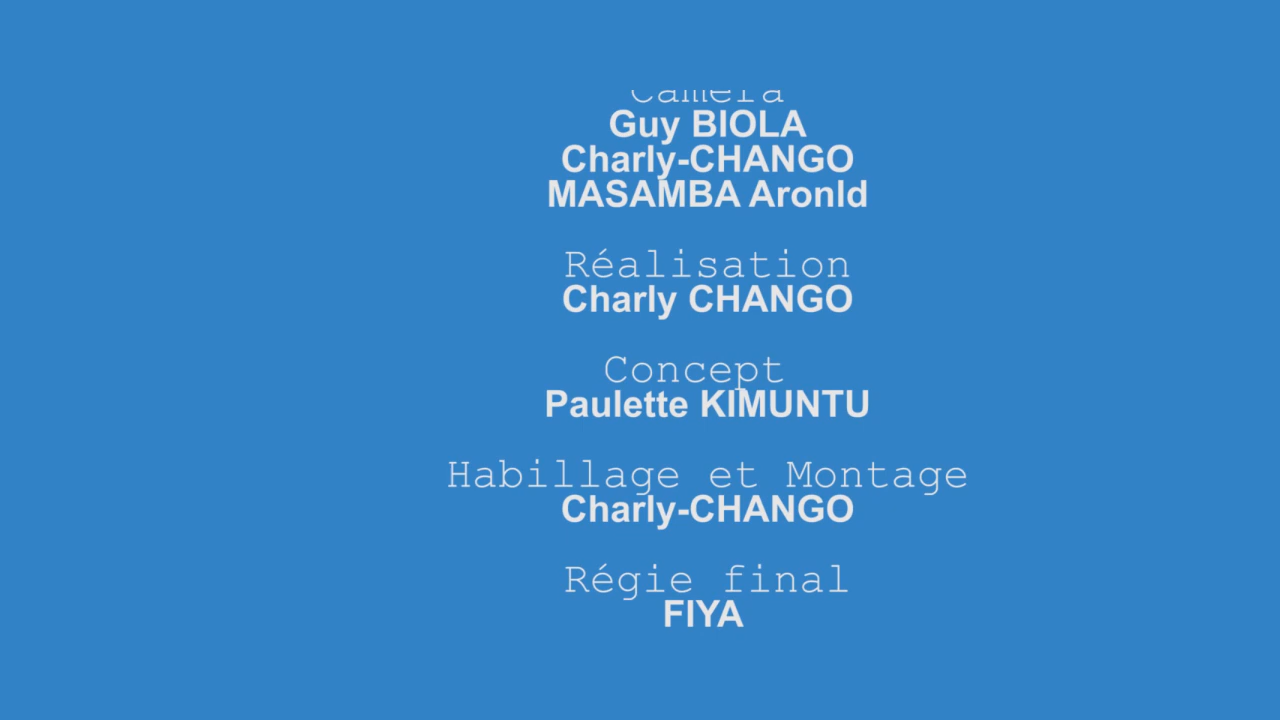 Caméra
Guy BIOLA
Charly-CHANGO
MASAMBA Aronld
Réalisation
Charly CHANGO
Concept
Paulette KIMUNTU
Habillage et Montage
Charly-CHANGO
Régie final
FIYA